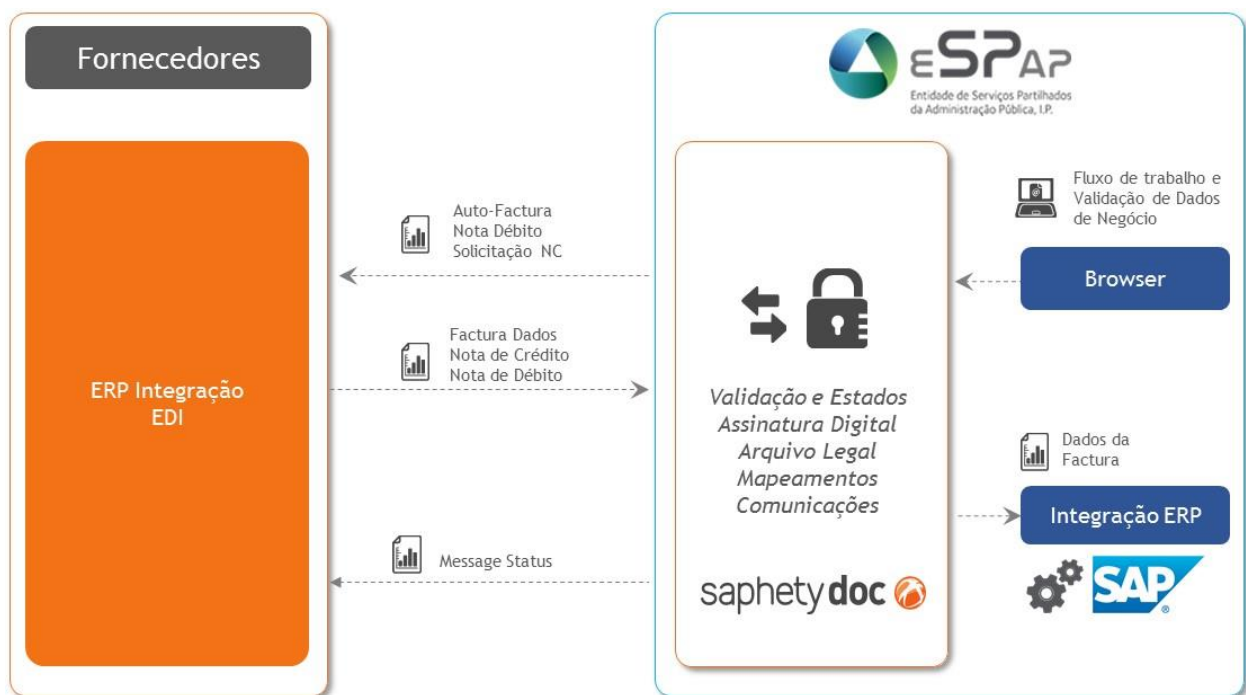 Fornecedores
ERP Integração
EDI
Auto-Factura
Nota Débito
Solicitação NC
Factura Dados
Nota de Crédito
Nota de Débito
Message Status
eSPap
Entidade de Serviços Partilhados
da Administração Pública, I.P.
Validação e Estados
Assinatura Digital
Arquivo Legal
Mapeamentos
Comunicações
saphetydoc
Fluxo de trabalho e
Validação de Dados
de Negócio
Browser
Dados da
Factura
Integração ERP
SAP®